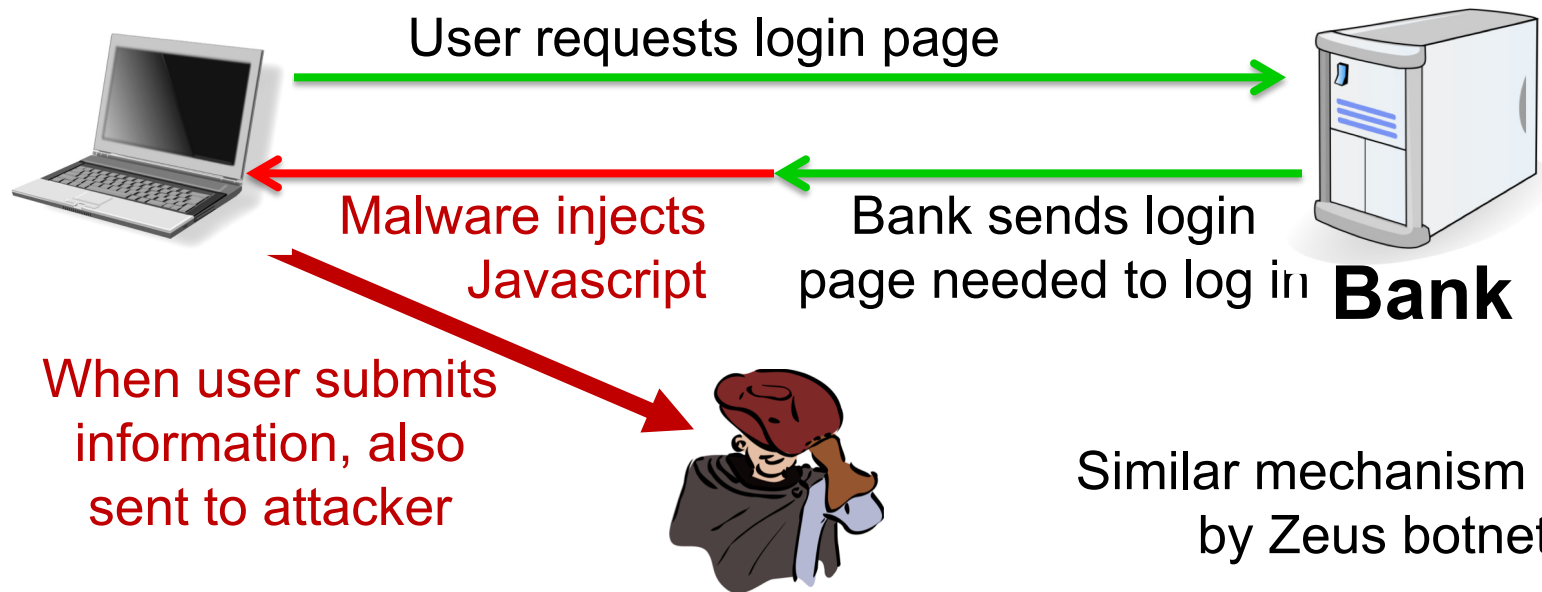 User requests login page
Malware injects
Javascript
Bank sends login
page needed to log in
Bank
When user submits
information, also
sent to attacker
Similar mechanism
by Zeus botnet